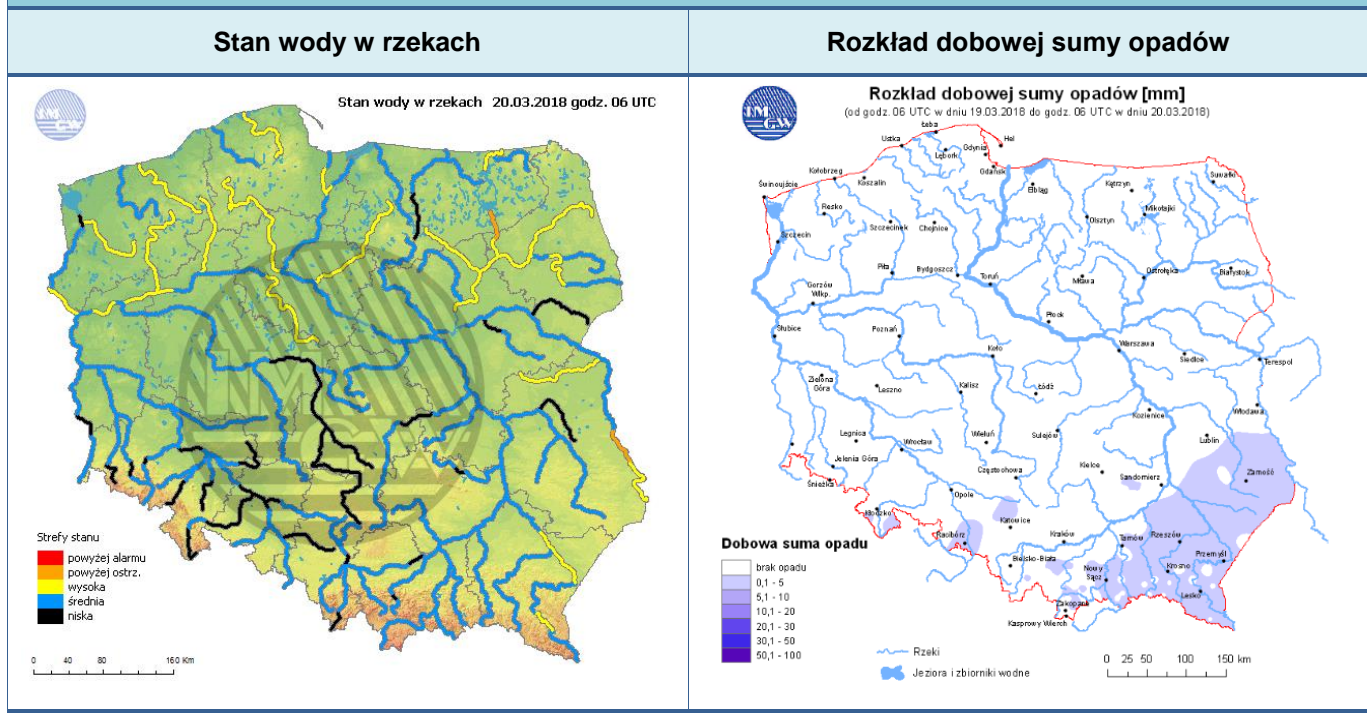 Stan wody w rzekach
Rozkład dobowej sumy opadów
Stan wody w rzekach 20.03.2018 godz. 06 UTC
Strefy stanu
powyżej alarmu
powyżej ostrz.
wysoka
średnia
niska
0 40 80 160 Km
IM
GW
Rozkład dobowej sumy opadów [mm]
(od godz. 06 UTC w dniu 19.03.2018 do godz. 06 UTC w dniu 20.03.2018)
Łeba
Ustka
Hel
Lębork
Gdynia
Gdańsk
Kołobrzeg
Koszalin
Elbląg
Kętrzyn
Suwałki
Świnoujście
Resko
Szczecinek
Chojnice
Olsztyn
Mikołajki
Szczecin
Piła
Bydgoszcz
Toruń
Mława
Ostrołęka
Białystok
Gorzów
Wlkp.
Słubice
Poznań
Płock
Koło
Warszawa
Siedlce
Terespol
Zielona
Góra
Leszno
Kalisz
Łódź
Kozienice
Włodawa
Legnica
Wrocław
Wieluń
Sulejów
Lublin
Jelenia Góra
Częstochowa
Kielce
Sandomierz
Zamość
Śnieżka
Opole
Kłodzko
Katowice
Racibórz
Kraków
Tarnów
Rzeszów
Przemyśl
Bielsko-Biała
Nowy
Sącz
Krosno
Lesko
Zakopane
Kasprowy Wierch
Dobowa suma opadu
brak opadu
0,1 - 5
5,1 - 10
10,1 - 20
20,1 - 30
30,1 - 50
50,1 - 100
Rzeki
Jeziora i zbiorniki wodne
0 25 50 100 150 km